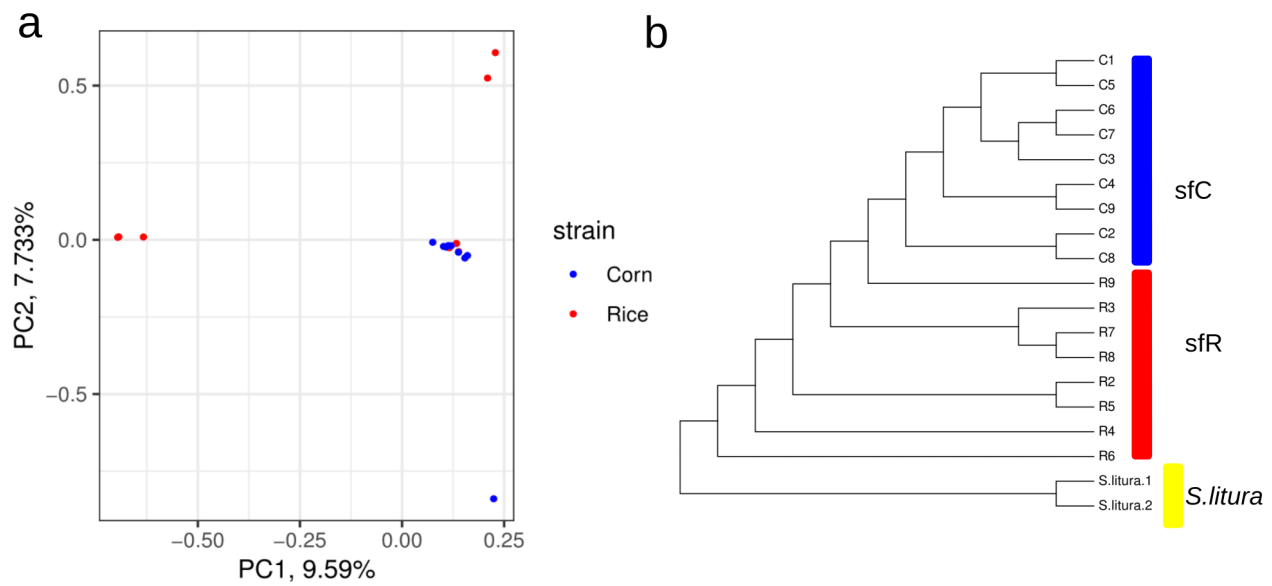 a
0.5
0.0
−0.5
PC2, 7.733%
−0.50
−0.25
0.00
0.25
PC1, 9.59%
strain
Corn
Rice
b
C1
C5
C6
C7
C3
C4
C9
C2
C8
R9
R3
R7
R8
R2
R5
R4
R6
S.litura.1
S.litura.2
sfC
sfR
S.litura